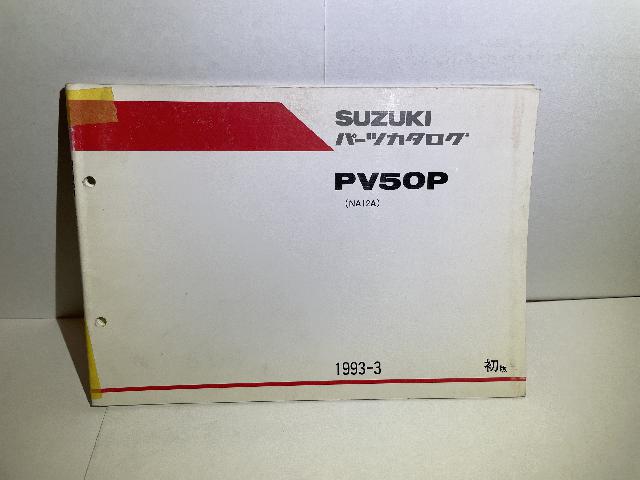 SUZUKI
パーツカタログ
PV50P
(NA12A)
1993-3
初版